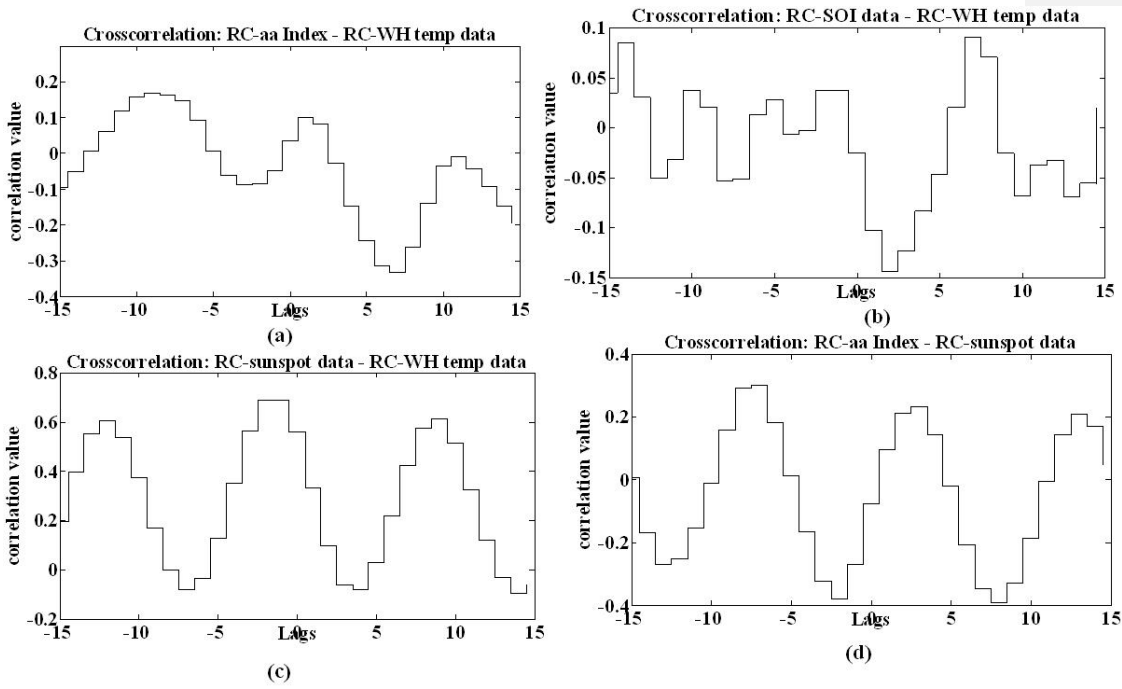 Crosscorrelation: RC-aa Index - RC-WH temp data
correlation value
0.2
0.1
0
-0.1
-0.2
-0.3
-0.4
-15 -10 -5 0 5 10 15
Lags
(a)
Crosscorrelation: RC-SOI data - RC-WH temp data
correlation value
0.1
0.05
0
-0.05
-0.1
-0.15
-15 -10 -5 0 5 10 15
Lags
(b)
Crosscorrelation: RC-sunspot data - RC-WH temp data
correlation value
0.8
0.6
0.4
0.2
0
-0.2
-15 -10 -5 0 5 10 15
Lags
(c)
Crosscorrelation: RC-aa Index - RC-sunspot data
correlation value
0.4
0.2
0
-0.2
-0.4
-15 -10 -5 0 5 10 15
Lags
(d)